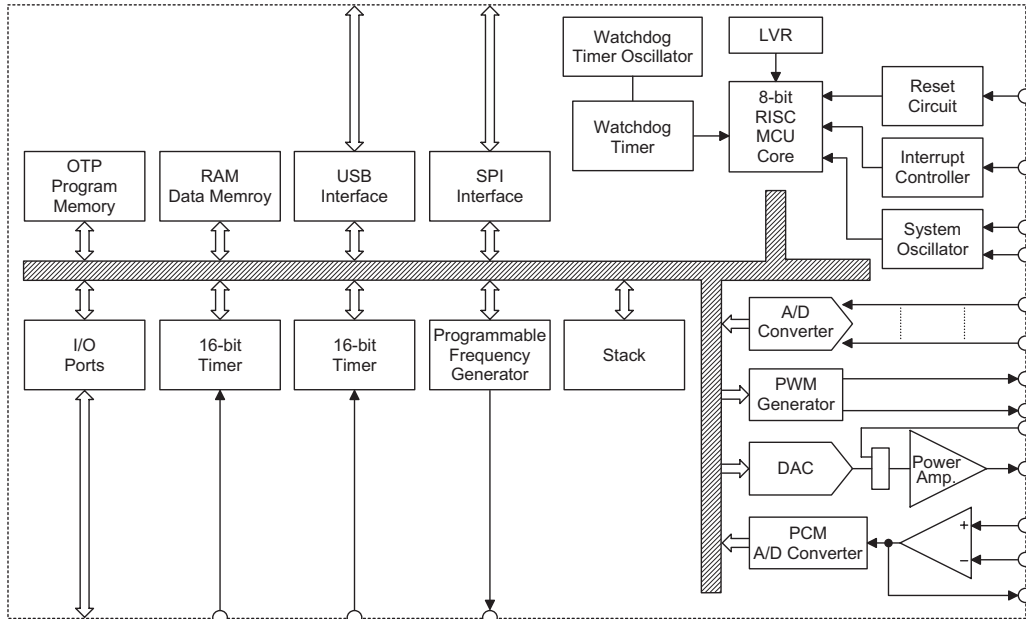 Watchdog
Timer Oscillator
LVR
Watchdog
Timer
8-bit
RISC
MCU
Core
Reset
Circuit
Interrupt
Controller
System
Oscillator
OTP
Program
Memory
RAM
Data Memroy
USB
Interface
SPI
Interface
I/O
Ports
16-bit
Timer
16-bit
Timer
Programmable
Frequency
Generator
Stack
A/D
Converter
PWM
Generator
DAC
Power
Amp.
PCM
A/D Converter
+
−